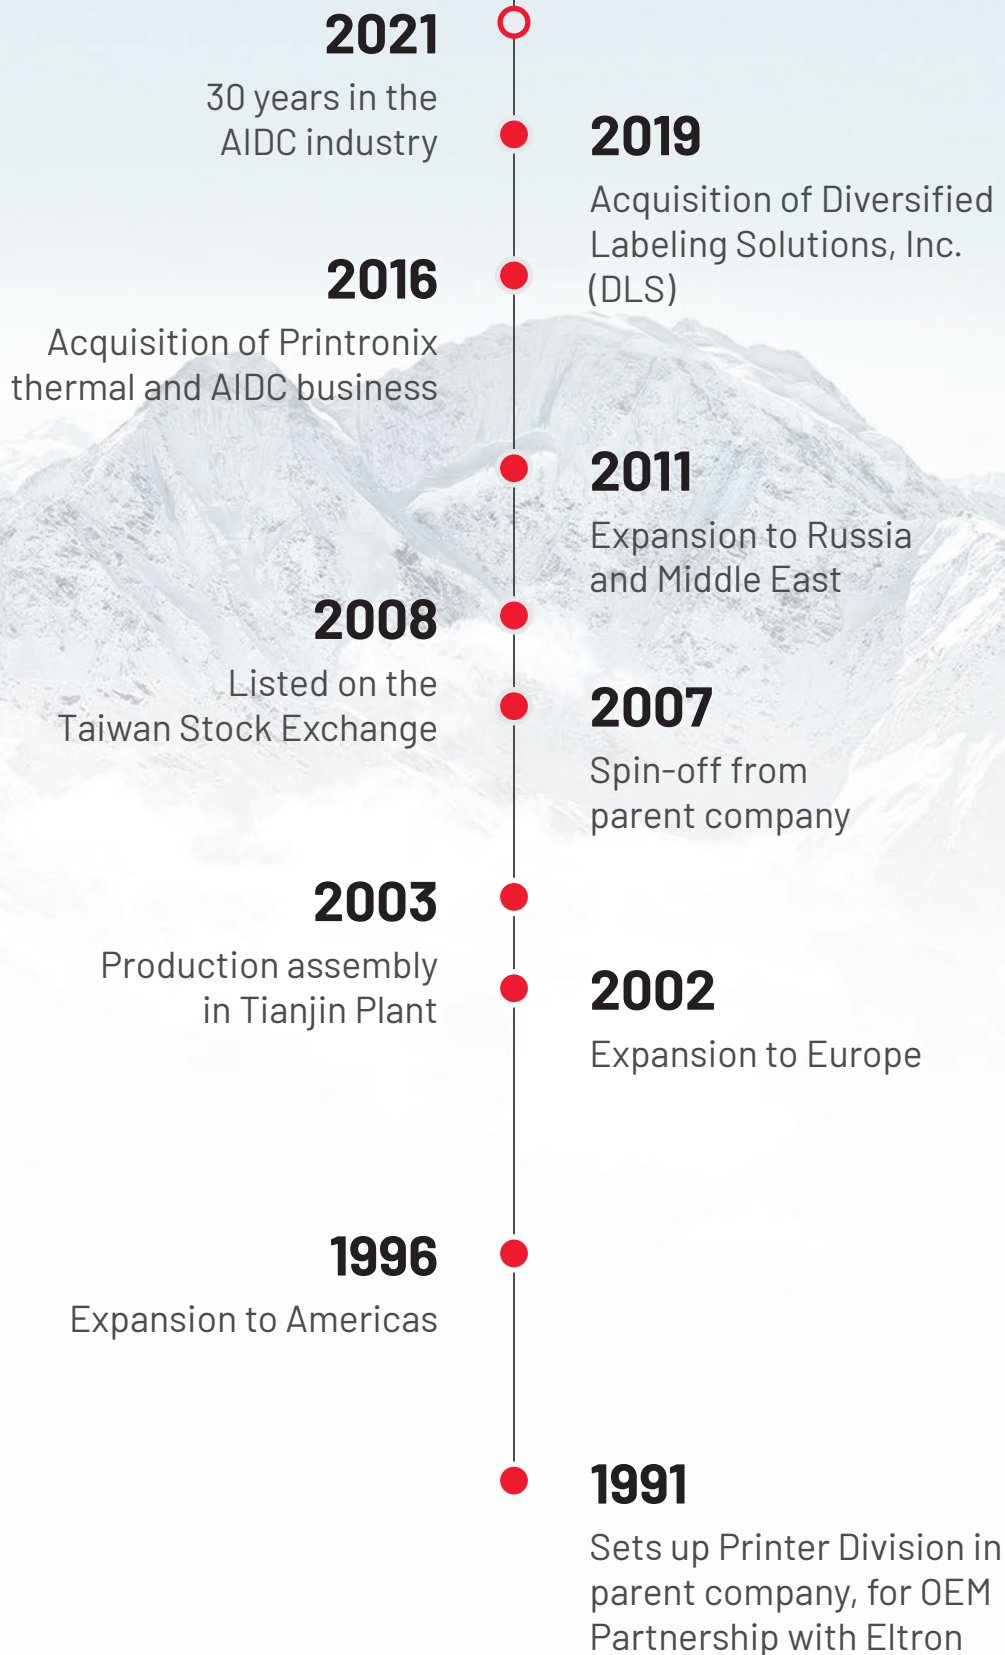 2021
30 years in the
AIDC industry
2019
Acquisition of Diversified
Labeling Solutions, Inc.
(DLS)
2016
Acquisition of Printronix
thermal and AIDC business
2011
Expansion to Russia
and Middle East
2008
Listed on the
Taiwan Stock Exchange
2007
Spin-off from
parent company
2003
Production assembly
in Tianjin Plant
2002
Expansion to Europe
1996
Expansion to Americas
1991
Sets up Printer Division in
parent company, for OEM
Partnership with Eltron